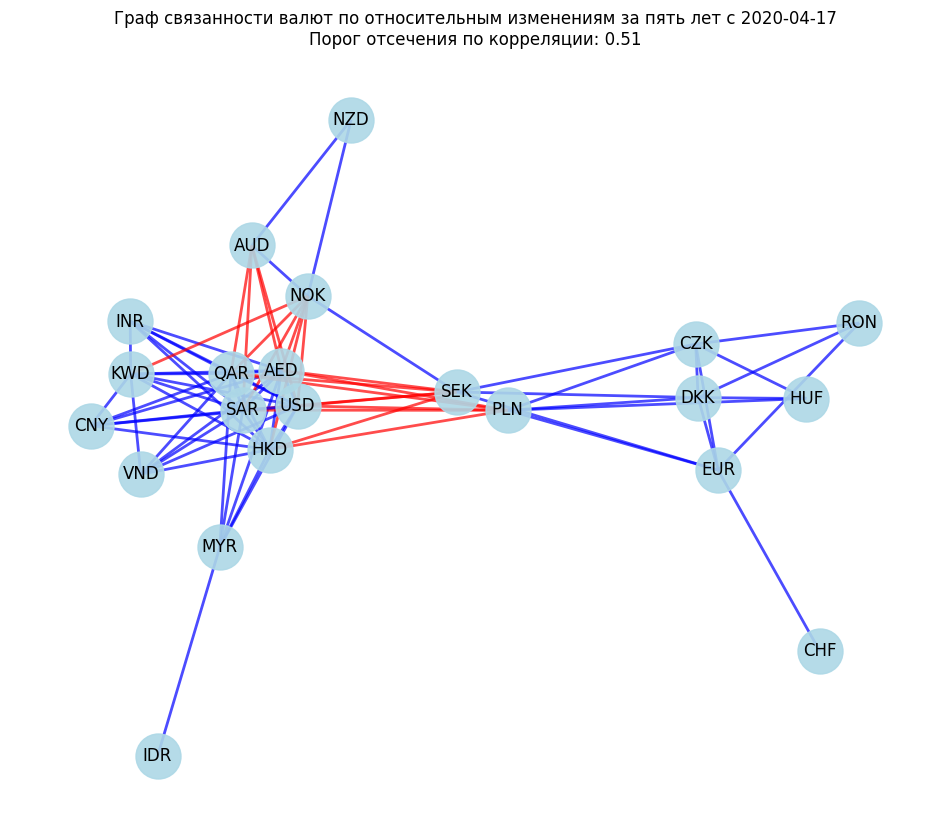 Граф связанности валют по относительным изменениям за пять лет с 2020-04-17
Порог отсечения по корреляции: 0.51
NZD
AUD
NOK
INR
RON
CZK
KWD
QAR
AED
SEK
DKK
HUF
SAR
USD
PLN
CNY
HKD
VND
EUR
MYR
CHF
IDR